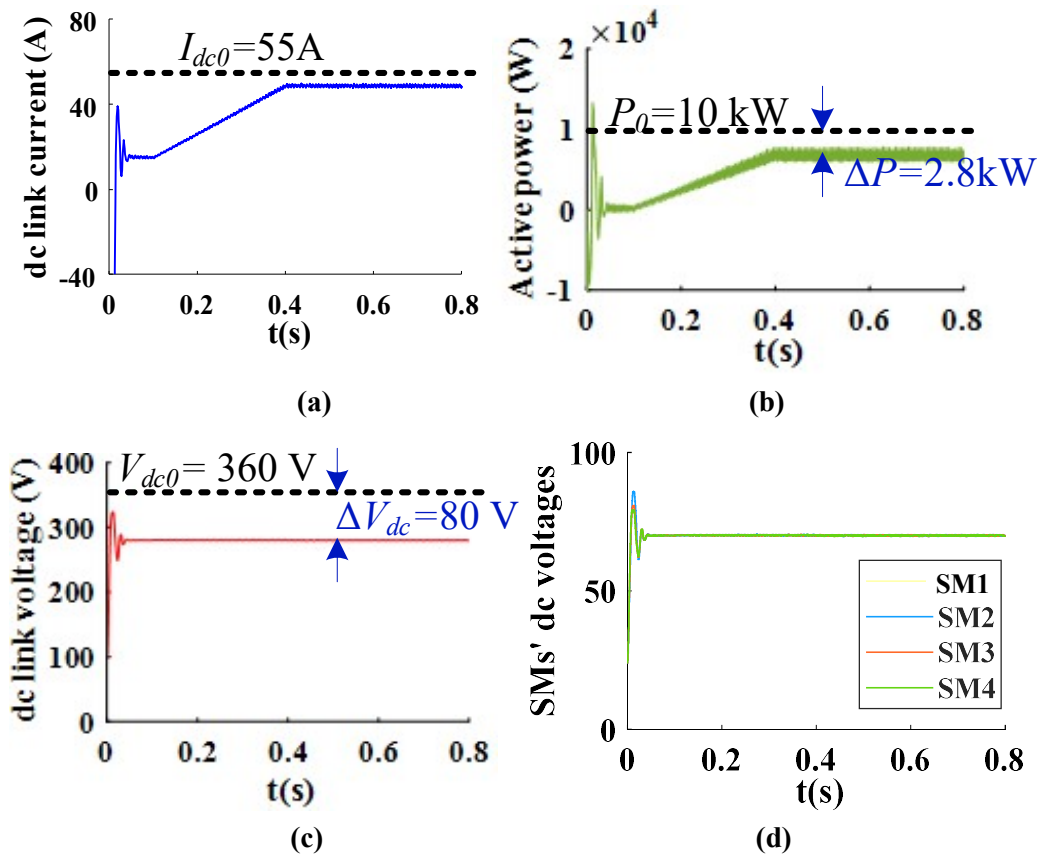 dc link current (A)
I_dc0=55A
80
40
0
-40
0
0.2
0.4
0.6
0.8
t(s)
(a)
×10⁴
Active power (W)
P_0=10 kW
ΔP=2.8kW
2
1
0
-1
0
0.2
0.4
0.6
0.8
t(s)
(b)
dc link voltage (V)
V_dc0= 360 V
ΔV_dc=80 V
400
300
200
100
0
0
0.2
0.4
0.6
0.8
t(s)
(c)
SMs' dc voltages
100
50
0
SM1
SM2
SM3
SM4
0
0.2
0.4
0.6
0.8
t(s)
(d)